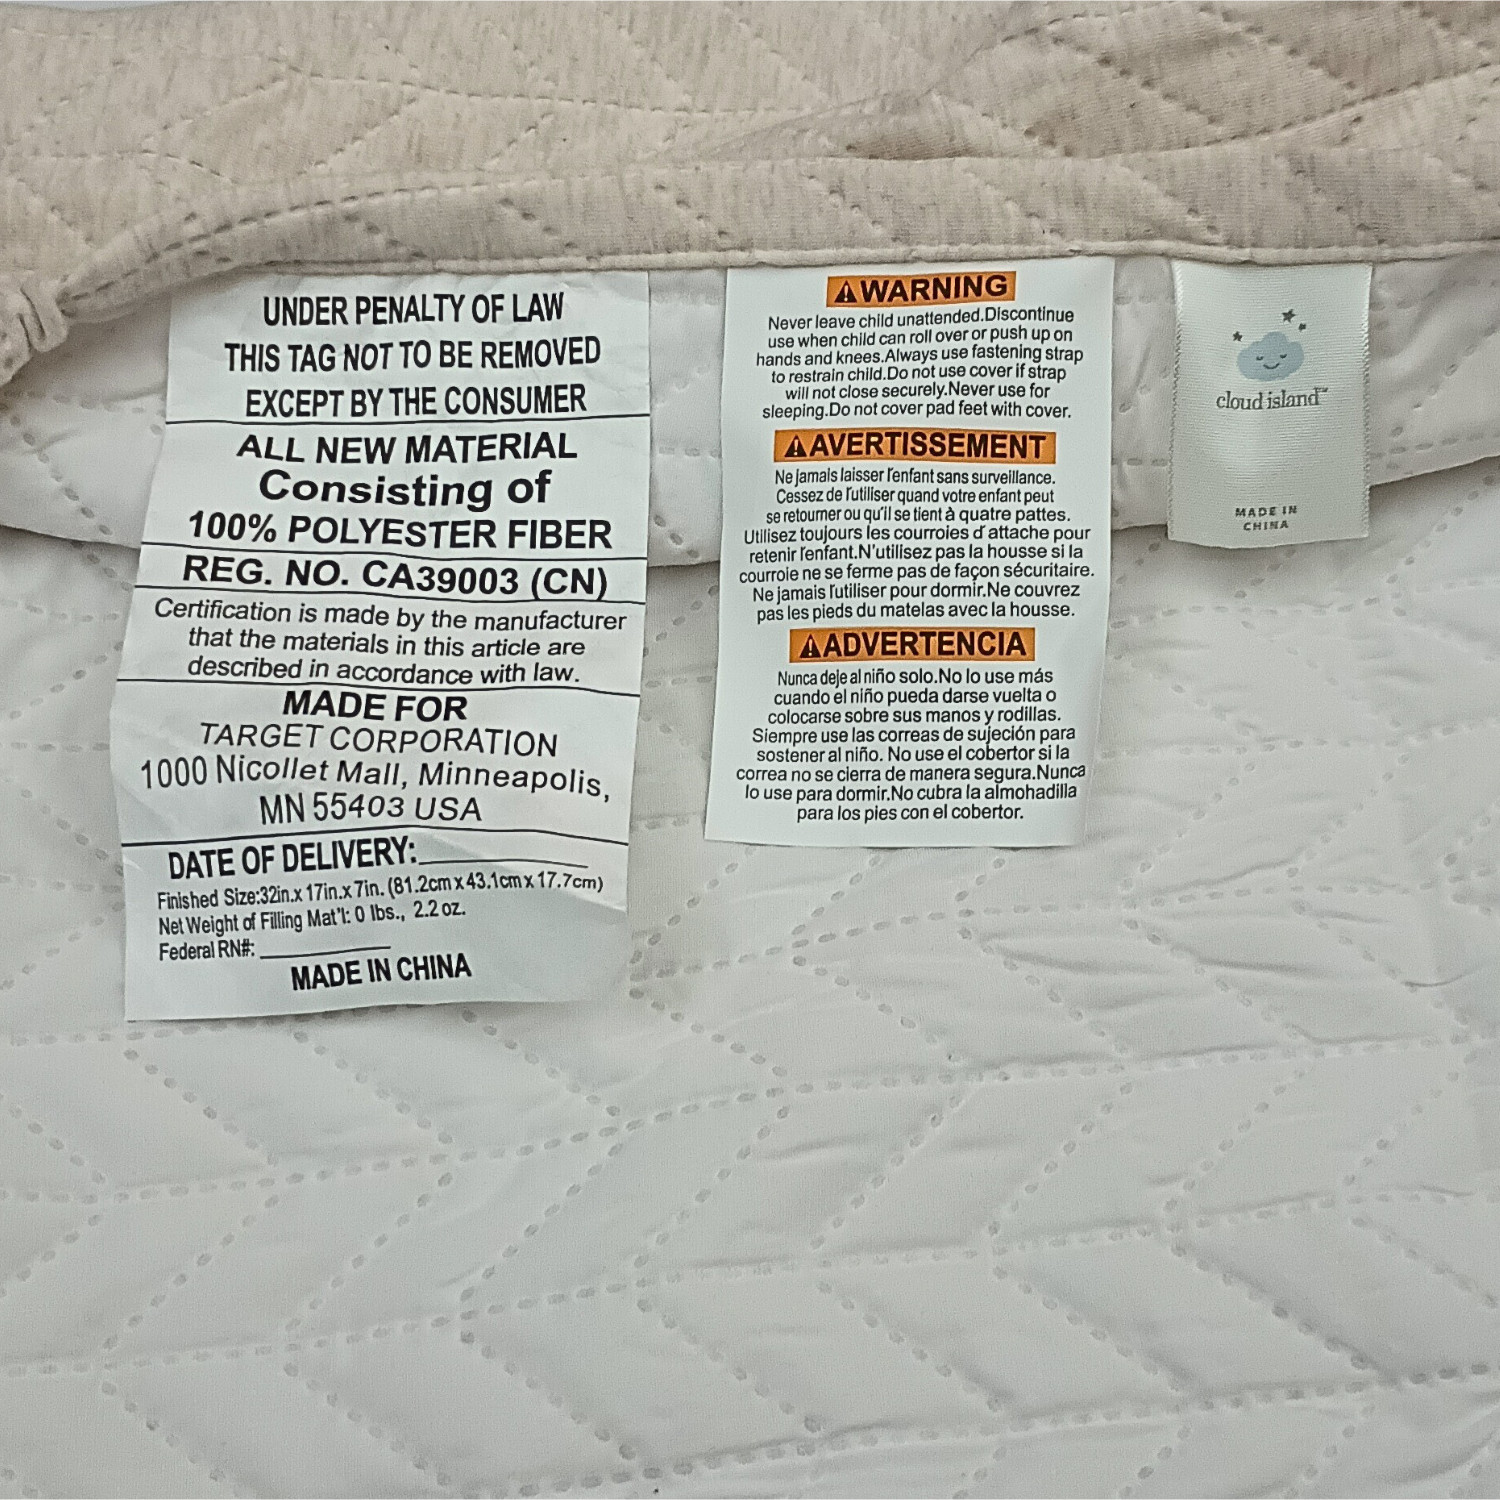 UNDER PENALTY OF LAW
THIS TAG NOT TO BE REMOVED
EXCEPT BY THE CONSUMER
ALL NEW MATERIAL
Consisting of
100% POLYESTER FIBER
REG. NO. CA39003 (CN)
Certification is made by the manufacturer
that the materials in this article are
described in accordance with law.
MADE FOR
TARGET CORPORATION
1000 Nicollet Mall, Minneapolis,
MN 55403 USA
DATE OF DELIVERY:
Finished Size:32in.x 17in.x 7in. (81.2cm x 43.1cm x 17.7cm)
Net Weight of Filling Mat'l: 0 lbs., 2.2 oz.
Federal RN#:
MADE IN CHINA
WARNING
Never leave child unattended.Discontinue
use when child can roll over or push up on
hands and knees.Always use fastening strap
to restrain child.Do not use cover if strap
will not close securely.Never use for
sleeping.Do not cover pad feet with cover.
AVERTISSEMENT
Ne jamais laisser l'enfant sans surveillance.
Cessez de l'utiliser quand votre enfant peut
se retourner ou qu'il se tient à quatre pattes.
Utilisez toujours les courroies d'attache pour
retenir l'enfant.N'utilisez pas la housse si la
courroie ne se ferme pas de façon sécuritaire.
Ne jamais l'utiliser pour dormir.Ne couvrez
pas les pieds du matelas avec la housse.
ADVERTENCIA
Nunca deje al niño solo.No lo use más
cuando el niño pueda darse vuelta o
colocarse sobre sus manos y rodillas.
Siempre use las correas de sujeción para
sostener al niño. No use el cobertor si la
correa no se cierra de manera segura.Nunca
lo use para dormir.No cubra la almohadilla
para los pies con el cobertor.
cloud island™
MADE IN
CHINA